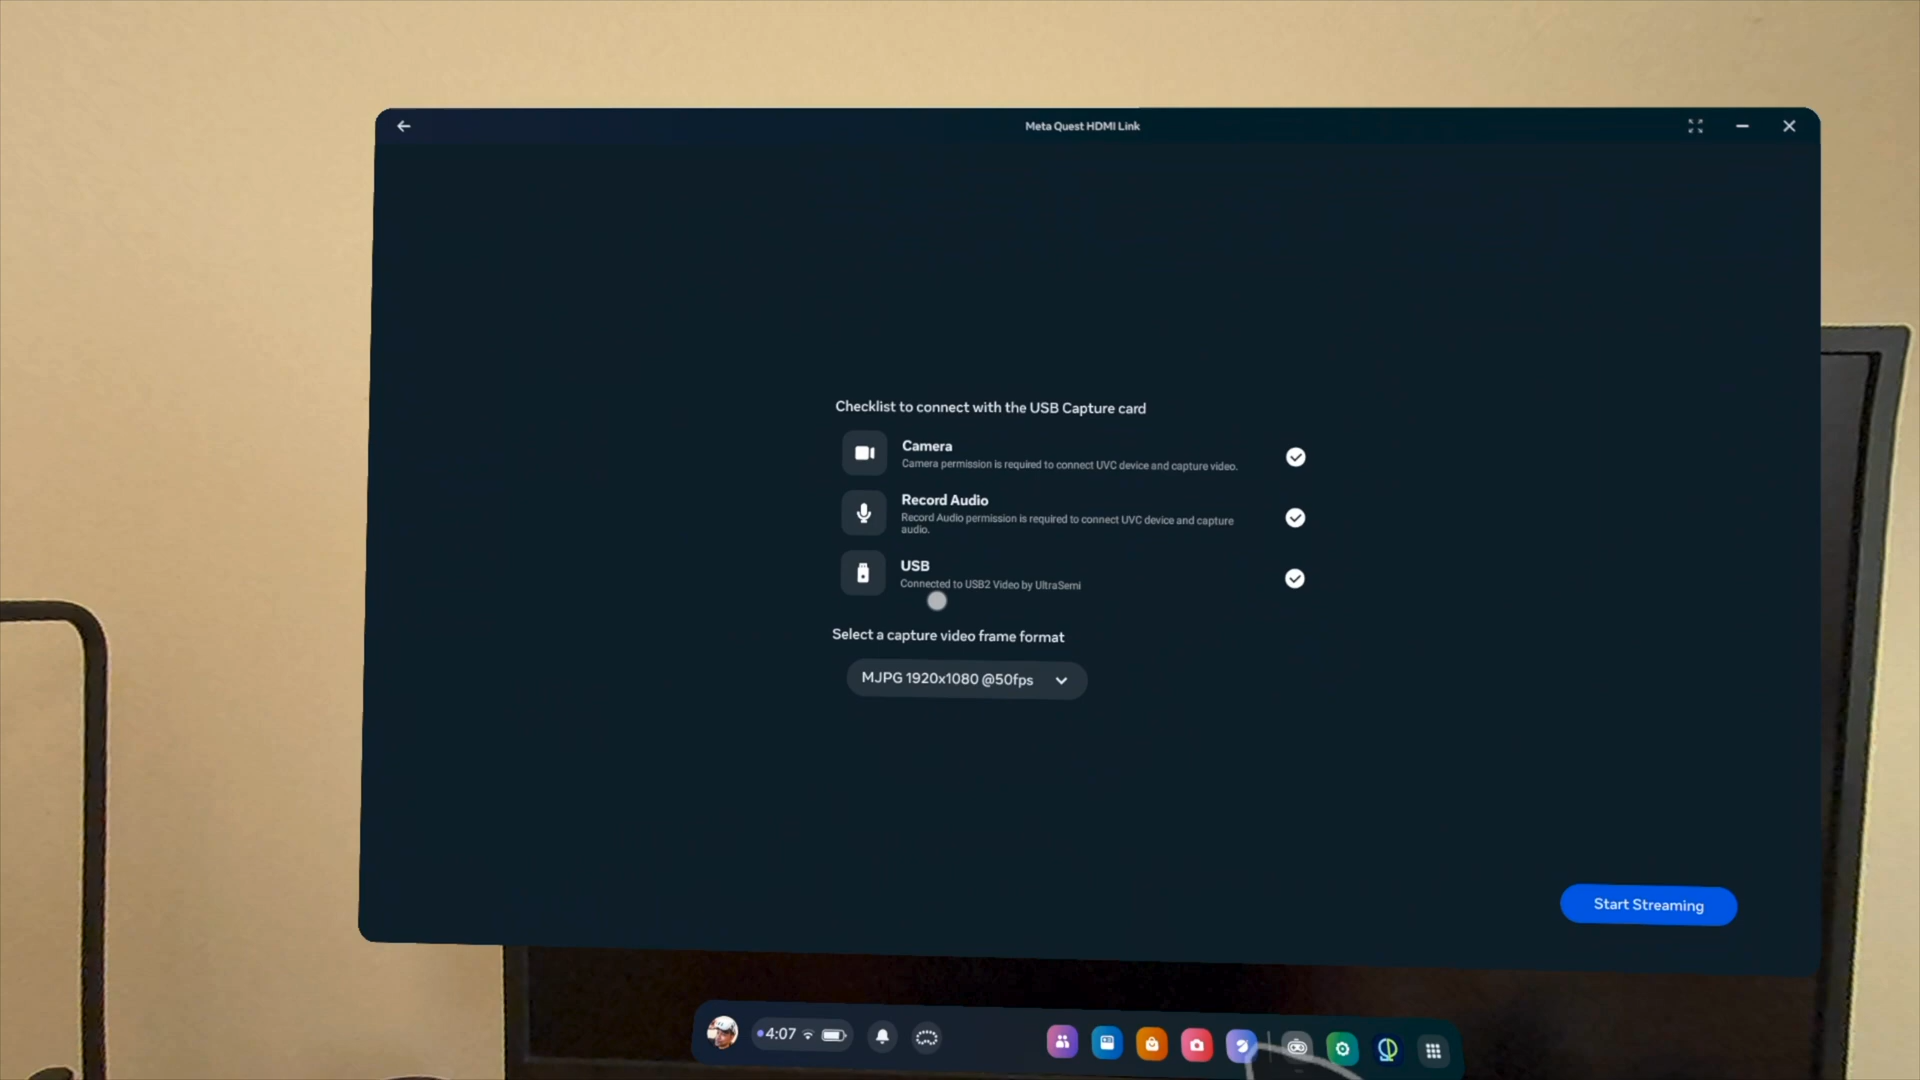 Meta Quest HDMI Link
Checklist to connect with the USB Capture card
Camera
Camera permission is required to connect UVC device and capture video.
Record Audio
Record Audio permission is required to connect UVC device and capture
audio.
USB
Connected to USB2 Video by UltraSemi
Select a capture video frame format
MJPG 1920x1080 @50fps
Start Streaming
4:07